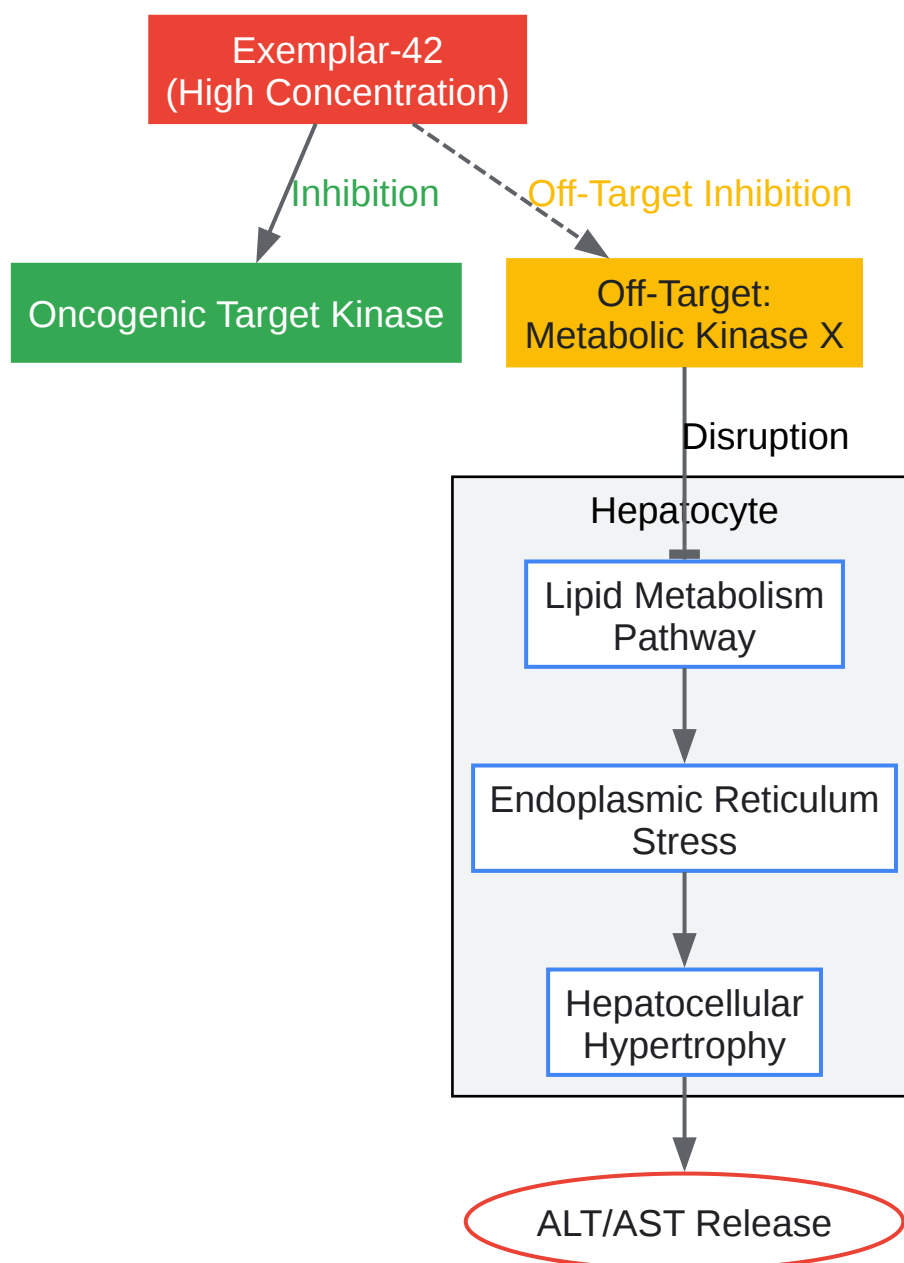 Exemplar-42
(High Concentration)
Inhibition
Off-Target Inhibition
Oncogenic Target Kinase
Off-Target:
Metabolic Kinase X
Disruption
Hepatocyte
Lipid Metabolism
Pathway
Endoplasmic Reticulum
Stress
Hepatocellular
Hypertrophy
ALT/AST Release